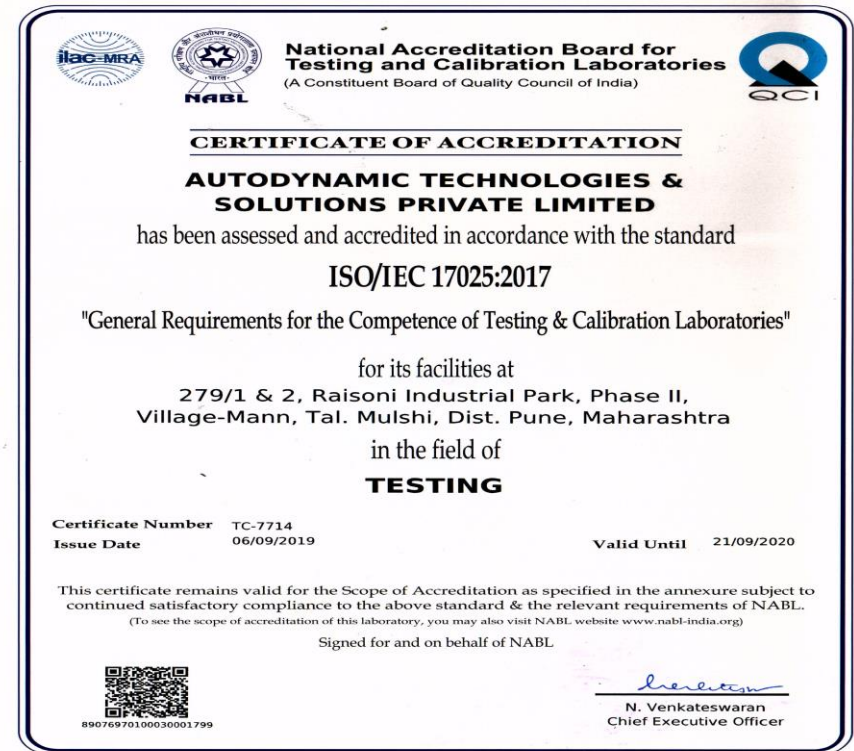 ilac-MRA
NABL
National Accreditation Board for
Testing and Calibration Laboratories
(A Constituent Board of Quality Council of India)
QCI
CERTIFICATE OF ACCREDITATION
AUTODYNAMIC TECHNOLOGIES &
SOLUTIONS PRIVATE LIMITED
has been assessed and accredited in accordance with the standard
ISO/IEC 17025:2017
"General Requirements for the Competence of Testing & Calibration Laboratories"
for its facilities at
279/1 & 2, Raisoni Industrial Park, Phase II,
Village-Mann, Tal. Mulshi, Dist. Pune, Maharashtra
in the field of
TESTING
Certificate Number TC-7714
Issue Date 06/09/2019
Valid Until 21/09/2020
This certificate remains valid for the Scope of Accreditation as specified in the annexure subject to
continued satisfactory compliance to the above standard & the relevant requirements of NABL.
(To see the scope of accreditation of this laboratory, you may also visit NABL website www.nabl-india.org)
Signed for and on behalf of NABL
89076970100030001799
N. Venkateswaran
Chief Executive Officer